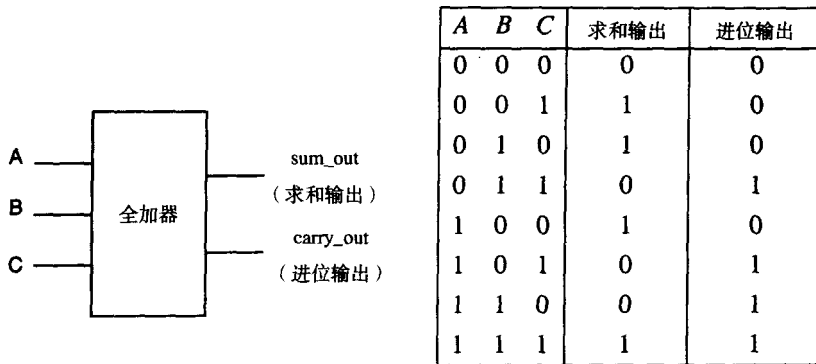 A
B
C
全加器
sum_out
(求和输出)
carry_out
(进位输出)
A B C 求和输出 进位输出
0 0 0 0 0
0 0 1 1 0
0 1 0 1 0
0 1 1 0 1
1 0 0 1 0
1 0 1 0 1
1 1 0 0 1
1 1 1 1 1